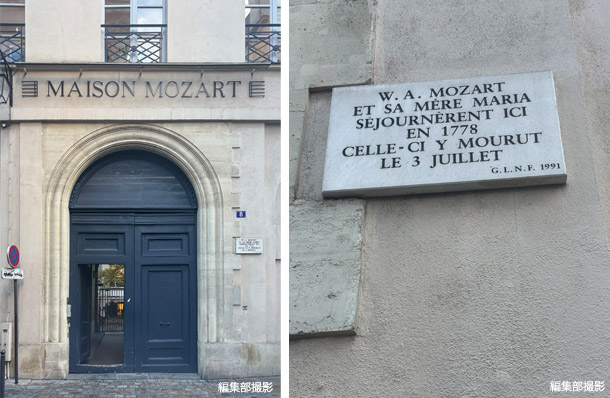 MAISON MOZART
8
編集部撮影
W. A. MOZART
ET SA MÈRE MARIA
SÉJOURNÈRENT ICI
EN 1778
CELLE-CI Y MOURUT
LE 3 JUILLET
G.L.N.F. 1991
編集部撮影